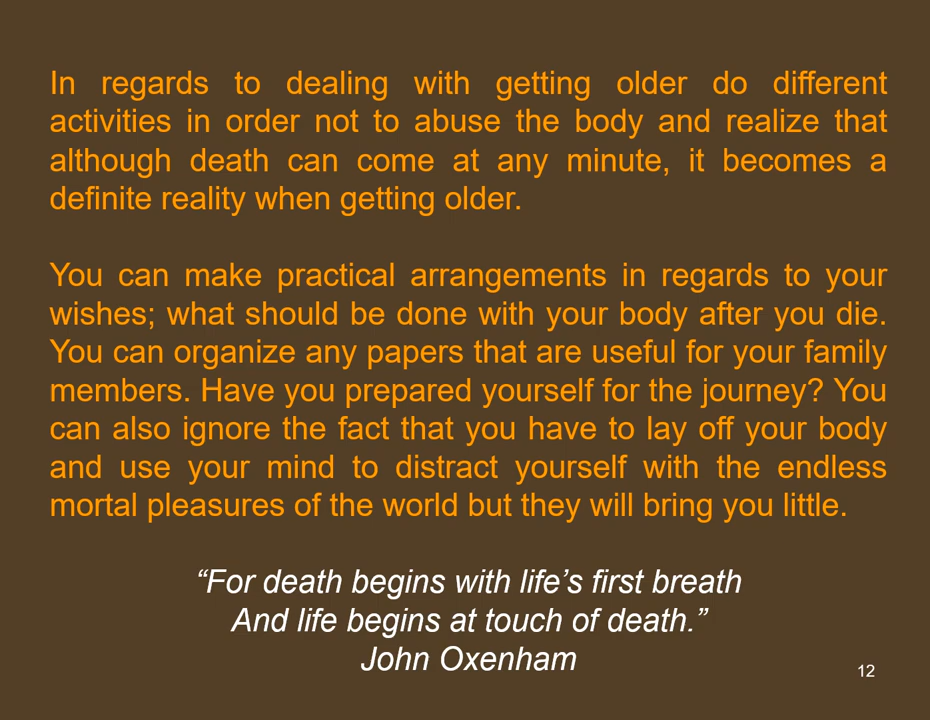 In regards to dealing with getting older do different
activities in order not to abuse the body and realize that
although death can come at any minute, it becomes a
definite reality when getting older.
You can make practical arrangements in regards to your
wishes; what should be done with your body after you die.
You can organize any papers that are useful for your family
members. Have you prepared yourself for the journey? You
can also ignore the fact that you have to lay off your body
and use your mind to distract yourself with the endless
mortal pleasures of the world but they will bring you little.
“For death begins with life’s first breath
And life begins at touch of death.”
John Oxenham
12